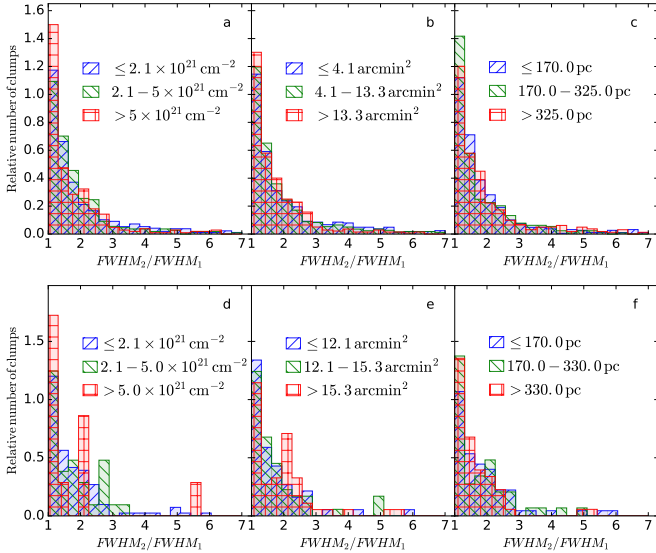 Relative number of clumps
1.6
1.4
1.2
1.0
0.8
0.6
0.4
0.2
0.0
a
≤2.1×10²¹ cm⁻²
2.1−5×10²¹ cm⁻²
>5×10²¹ cm⁻²
1 2 3 4 5 6 7
FWHM₂/FWHM₁
b
≤4.1 arcmin²
4.1−13.3 arcmin²
>13.3 arcmin²
1 2 3 4 5 6 7
FWHM₂/FWHM₁
c
≤170.0 pc
170.0−325.0 pc
>325.0 pc
1 2 3 4 5 6 7
FWHM₂/FWHM₁
Relative number of clumps
1.5
1.0
0.5
0.0
d
≤2.1×10²¹ cm⁻²
2.1−5.0×10²¹ cm⁻²
>5.0×10²¹ cm⁻²
1 2 3 4 5 6 7
FWHM₂/FWHM₁
e
≤12.1 arcmin²
12.1−15.3 arcmin²
>15.3 arcmin²
1 2 3 4 5 6 7
FWHM₂/FWHM₁
f
≤170.0 pc
170.0−330.0 pc
>330.0 pc
1 2 3 4 5 6 7
FWHM₂/FWHM₁